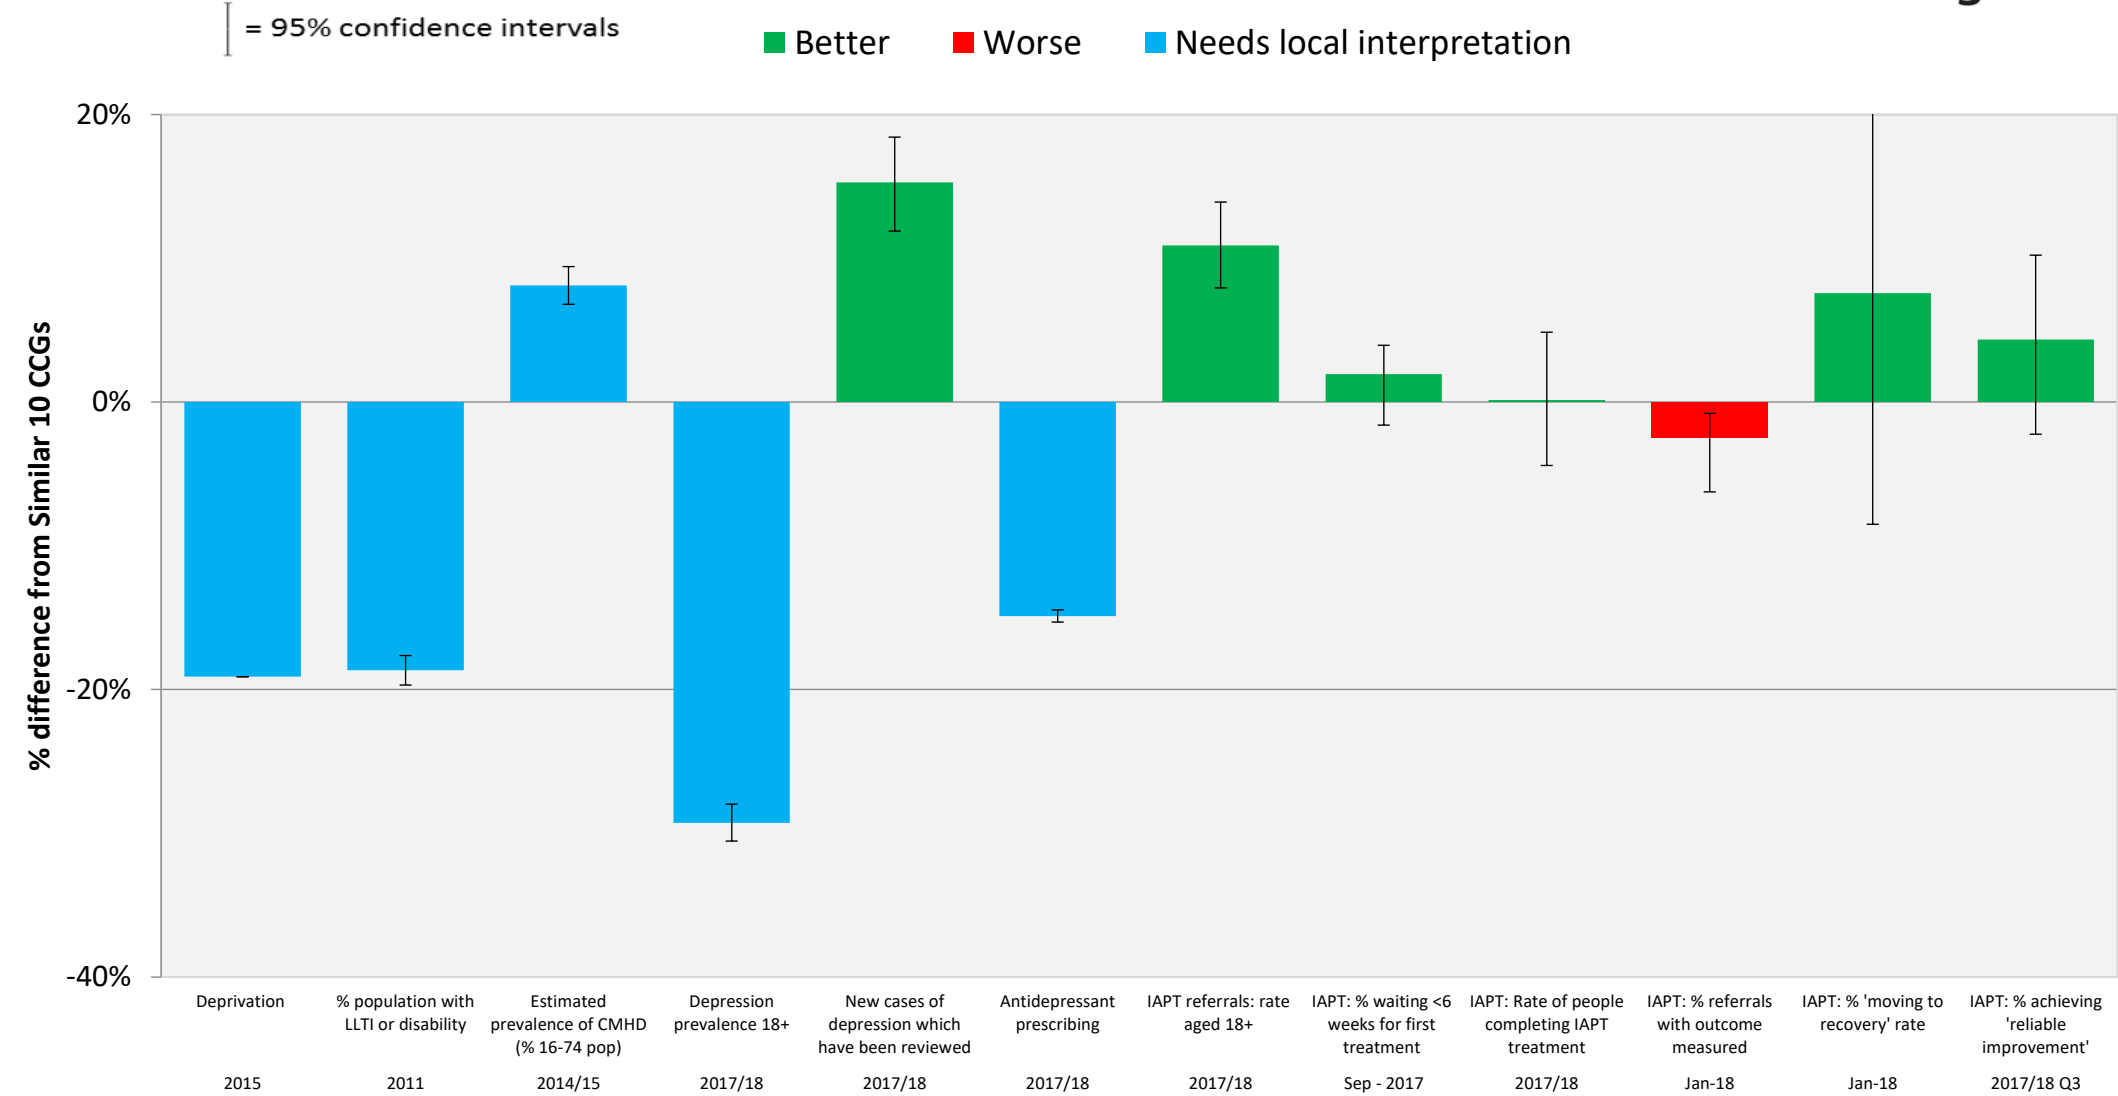 = 95% confidence intervals
Better
Worse
Needs local interpretation
20%
0%
-20%
-40%
% difference from Similar 10 CCGs
Deprivation
2015
% population with
LLTI or disability
2011
Estimated
prevalence of CMHD
(% 16-74 pop)
2014/15
Depression
prevalence 18+
2017/18
New cases of
depression which
have been reviewed
2017/18
Antidepressant
prescribing
2017/18
IAPT referrals: rate
aged 18+
2017/18
IAPT: % waiting <6
weeks for first
treatment
Sep - 2017
IAPT: Rate of people
completing IAPT
treatment
2017/18
IAPT: % referrals
with outcome
measured
Jan-18
IAPT: % 'moving to
recovery' rate
Jan-18
IAPT: % achieving
'reliable
improvement'
2017/18 Q3